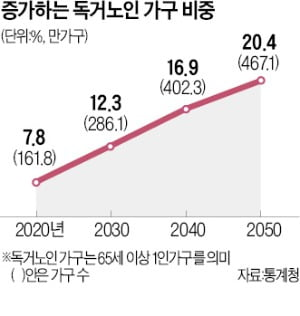 증가하는 독거노인 가구 비중
(단위:%, 만가구)
7.8
(161.8)
12.3
(286.1)
16.9
(402.3)
20.4
(467.1)
2020년 2030 2040 2050
※독거노인 가구는 65세 이상 1인가구를 의미
( )안은 가구 수 자료:통계청